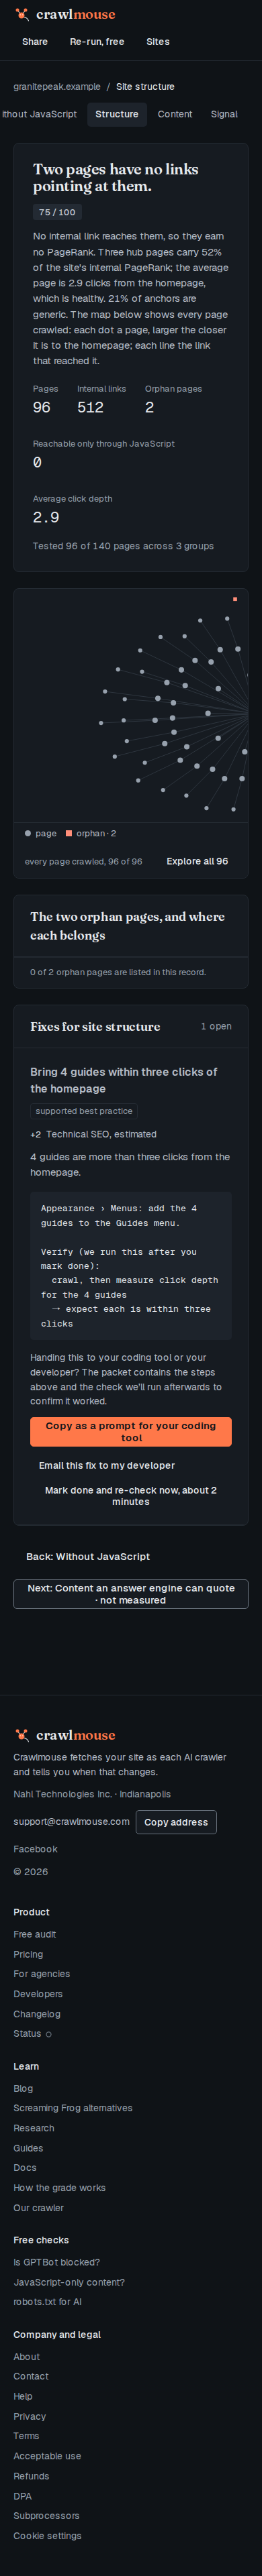 crawlmouse
Share Re-run, free Sites
granitepeak.example / Site structure
ithout JavaScript Structure Content Signal
Two pages have no links
pointing at them.
75 / 100
No internal link reaches them, so they earn
no PageRank. Three hub pages carry 52%
of the site's internal PageRank; the average
page is 2.9 clicks from the homepage,
which is healthy. 21% of anchors are
generic. The map below shows every page
crawled: each dot a page, larger the closer
it is to the homepage; each line the link
that reached it.
Pages Internal links Orphan pages
96 512 2
Reachable only through JavaScript
0
Average click depth
2.9
Tested 96 of 140 pages across 3 groups
page orphan · 2
every page crawled, 96 of 96 Explore all 96
The two orphan pages, and where
each belongs
0 of 2 orphan pages are listed in this record.
Fixes for site structure 1 open
Bring 4 guides within three clicks of
the homepage
supported best practice
+2 Technical SEO, estimated
4 guides are more than three clicks from the
homepage.
Appearance › Menus: add the 4
guides to the Guides menu.
Verify (we run this after you
mark done):
crawl, then measure click depth
for the 4 guides
→ expect each is within three
clicks
Handing this to your coding tool or your
developer? The packet contains the steps
above and the check we'll run afterwards to
confirm it worked.
Copy as a prompt for your coding
tool
Email this fix to my developer
Mark done and re-check now, about 2
minutes
Back: Without JavaScript
Next: Content an answer engine can quote
· not measured
crawlmouse
Crawlmouse fetches your site as each AI crawler
and tells you when that changes.
Nahl Technologies Inc. · Indianapolis
support@crawlmouse.com Copy address
Facebook
© 2026
Product
Free audit
Pricing
For agencies
Developers
Changelog
Status
Learn
Blog
Screaming Frog alternatives
Research
Guides
Docs
How the grade works
Our crawler
Free checks
Is GPTBot blocked?
JavaScript-only content?
robots.txt for AI
Company and legal
About
Contact
Help
Privacy
Terms
Acceptable use
Refunds
DPA
Subprocessors
Cookie settings